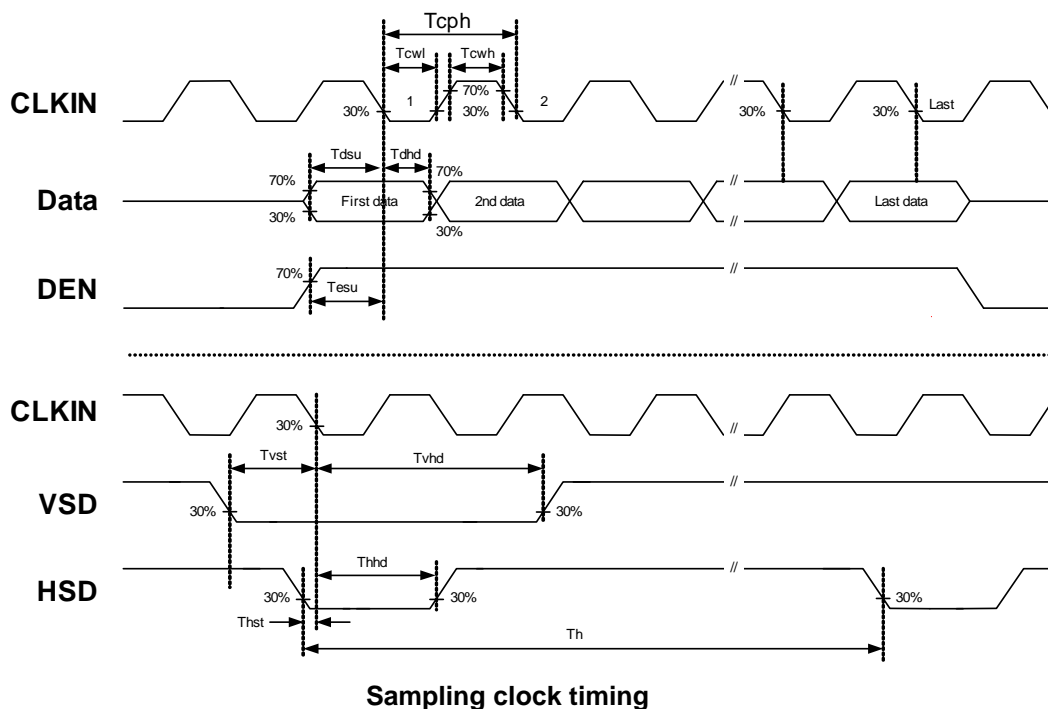 Tcph
Tcwl Tcwh
CLKIN 30% 1 70% 30% 2 // 30% 30% Last
Tdsu Tdhd
70% 70%
Data First data 2nd data // Last data
30% 30%
DEN 70% //
Tesu
CLKIN 30% //
Tvst Tvhd
VSD 30% 30% //
Thhd
HSD 30% 30% // 30%
Thst
Th
Sampling clock timing